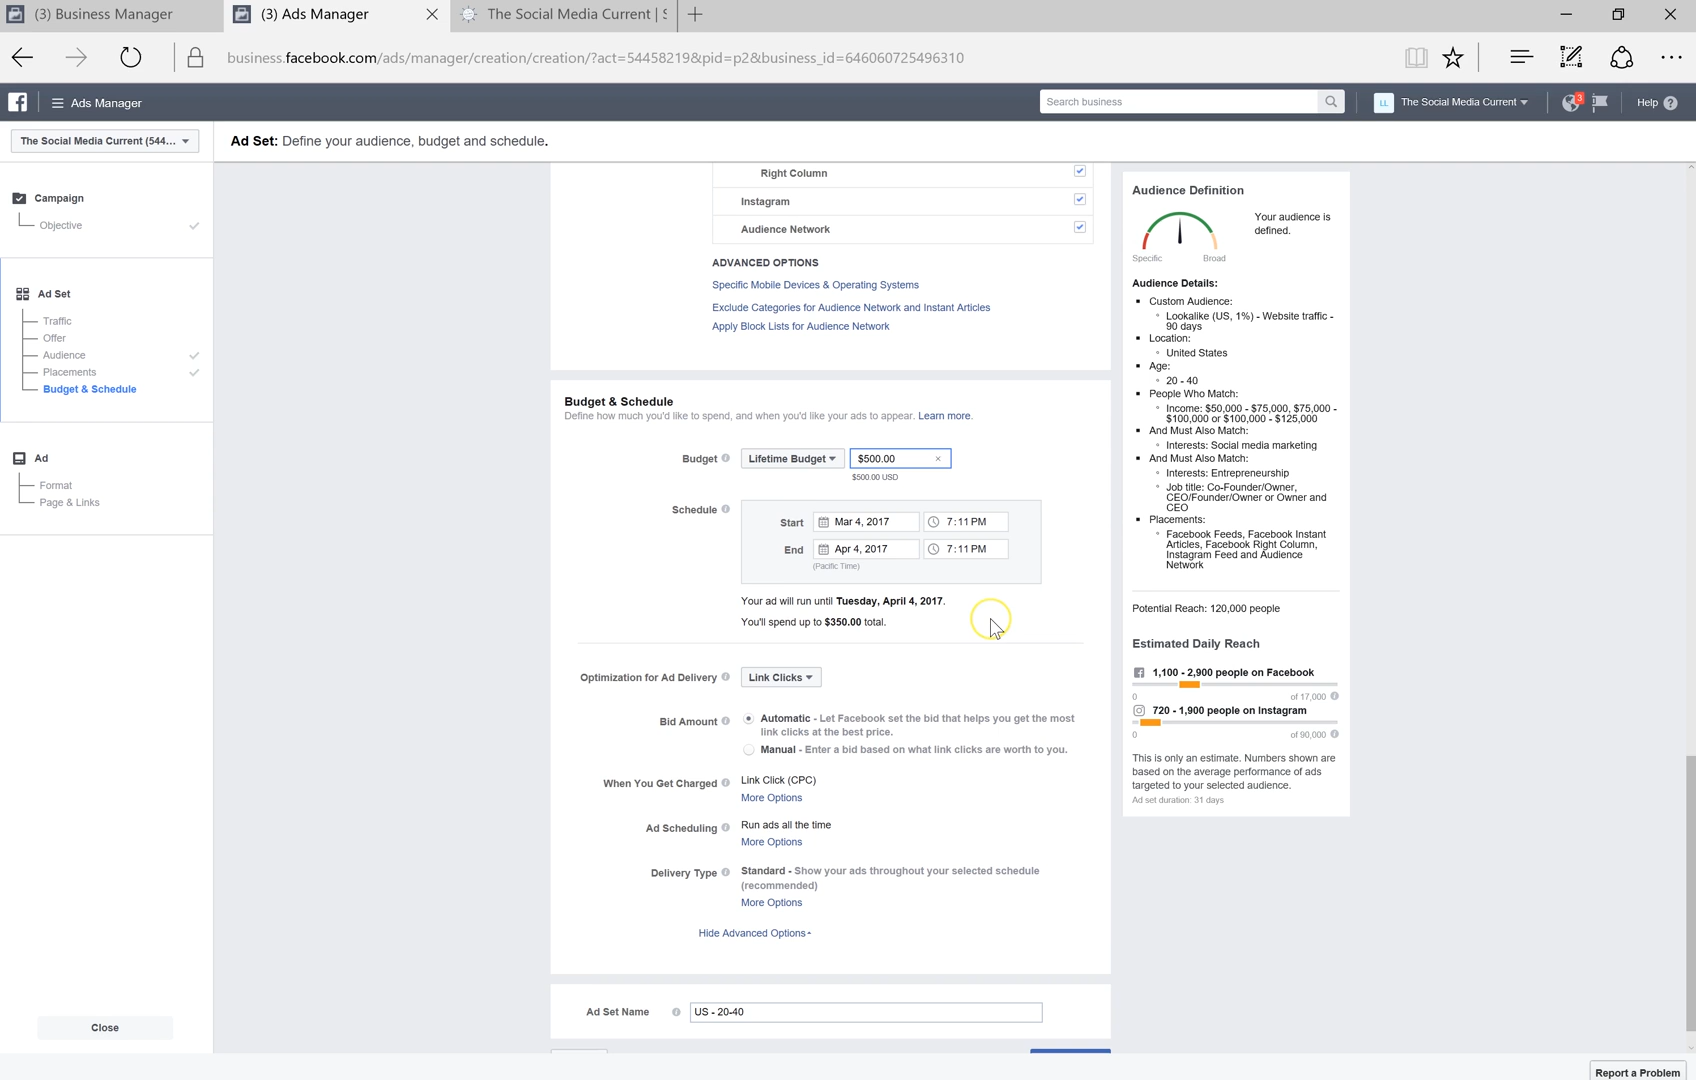 (3) Business Manager
(3) Ads Manager
The Social Media Current | S
business.facebook.com/ads/manager/creation/creation/?act=54458219&pid=p2&business_id=646060725496310
Ads Manager
Search business
LL
The Social Media Current
3
Help
The Social Media Current (544...
Ad Set: Define your audience, budget and schedule.
Campaign
Objective
Ad Set
Traffic
Offer
Audience
Placements
Budget & Schedule
Ad
Format
Page & Links
Close
Right Column
Instagram
Audience Network
ADVANCED OPTIONS
Specific Mobile Devices & Operating Systems
Exclude Categories for Audience Network and Instant Articles
Apply Block Lists for Audience Network
Budget & Schedule
Define how much you'd like to spend, and when you'd like your ads to appear. Learn more.
Budget
Lifetime Budget
$500.00
$500.00 USD
Schedule
Start
Mar 4, 2017
7:11 PM
End
Apr 4, 2017
7:11 PM
(Pacific Time)
Your ad will run until Tuesday, April 4, 2017.
You'll spend up to $350.00 total.
Optimization for Ad Delivery
Link Clicks
Bid Amount
Automatic - Let Facebook set the bid that helps you get the most
link clicks at the best price.
Manual - Enter a bid based on what link clicks are worth to you.
When You Get Charged
Link Click (CPC)
More Options
Ad Scheduling
Run ads all the time
More Options
Delivery Type
Standard - Show your ads throughout your selected schedule
(recommended)
More Options
Hide Advanced Options
Ad Set Name
US - 20-40
Audience Definition
Your audience is
defined.
Specific
Broad
Audience Details:
Custom Audience:
Lookalike (US, 1%) - Website traffic -
90 days
Location:
United States
Age:
20 - 40
People Who Match:
Income: $50,000 - $75,000, $75,000 -
$100,000 or $100,000 - $125,000
And Must Also Match:
Interests: Social media marketing
And Must Also Match:
Interests: Entrepreneurship
Job title: Co-Founder/Owner,
CEO/Founder/Owner or Owner and
CEO
Placements:
Facebook Feeds, Facebook Instant
Articles, Facebook Right Column,
Instagram Feed and Audience
Network
Potential Reach: 120,000 people
Estimated Daily Reach
1,100 - 2,900 people on Facebook
0
of 17,000
720 - 1,900 people on Instagram
0
of 90,000
This is only an estimate. Numbers shown are
based on the average performance of ads
targeted to your selected audience.
Ad set duration: 31 days
Report a Problem